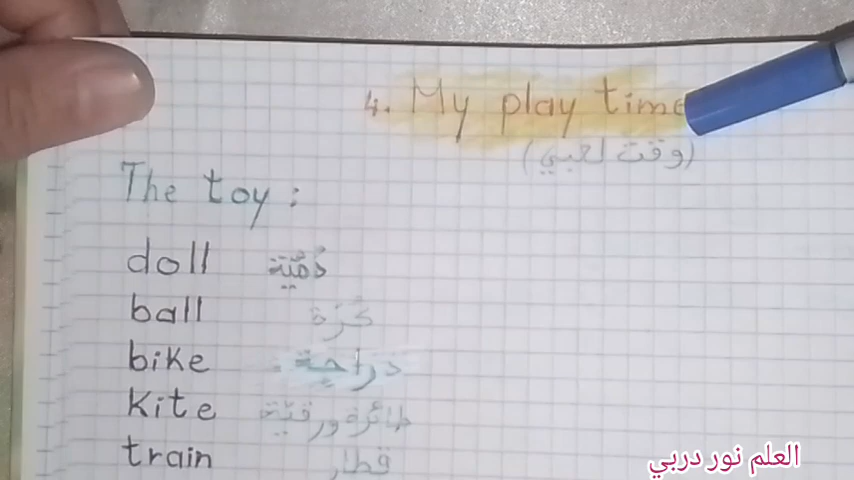 4. My play time
(وقت لعبي)
The toy :
doll دُمْيَة
ball كُرَة
bike دراجة
Kite طائرة ورقيّة
train قطار
العلم نور دربي